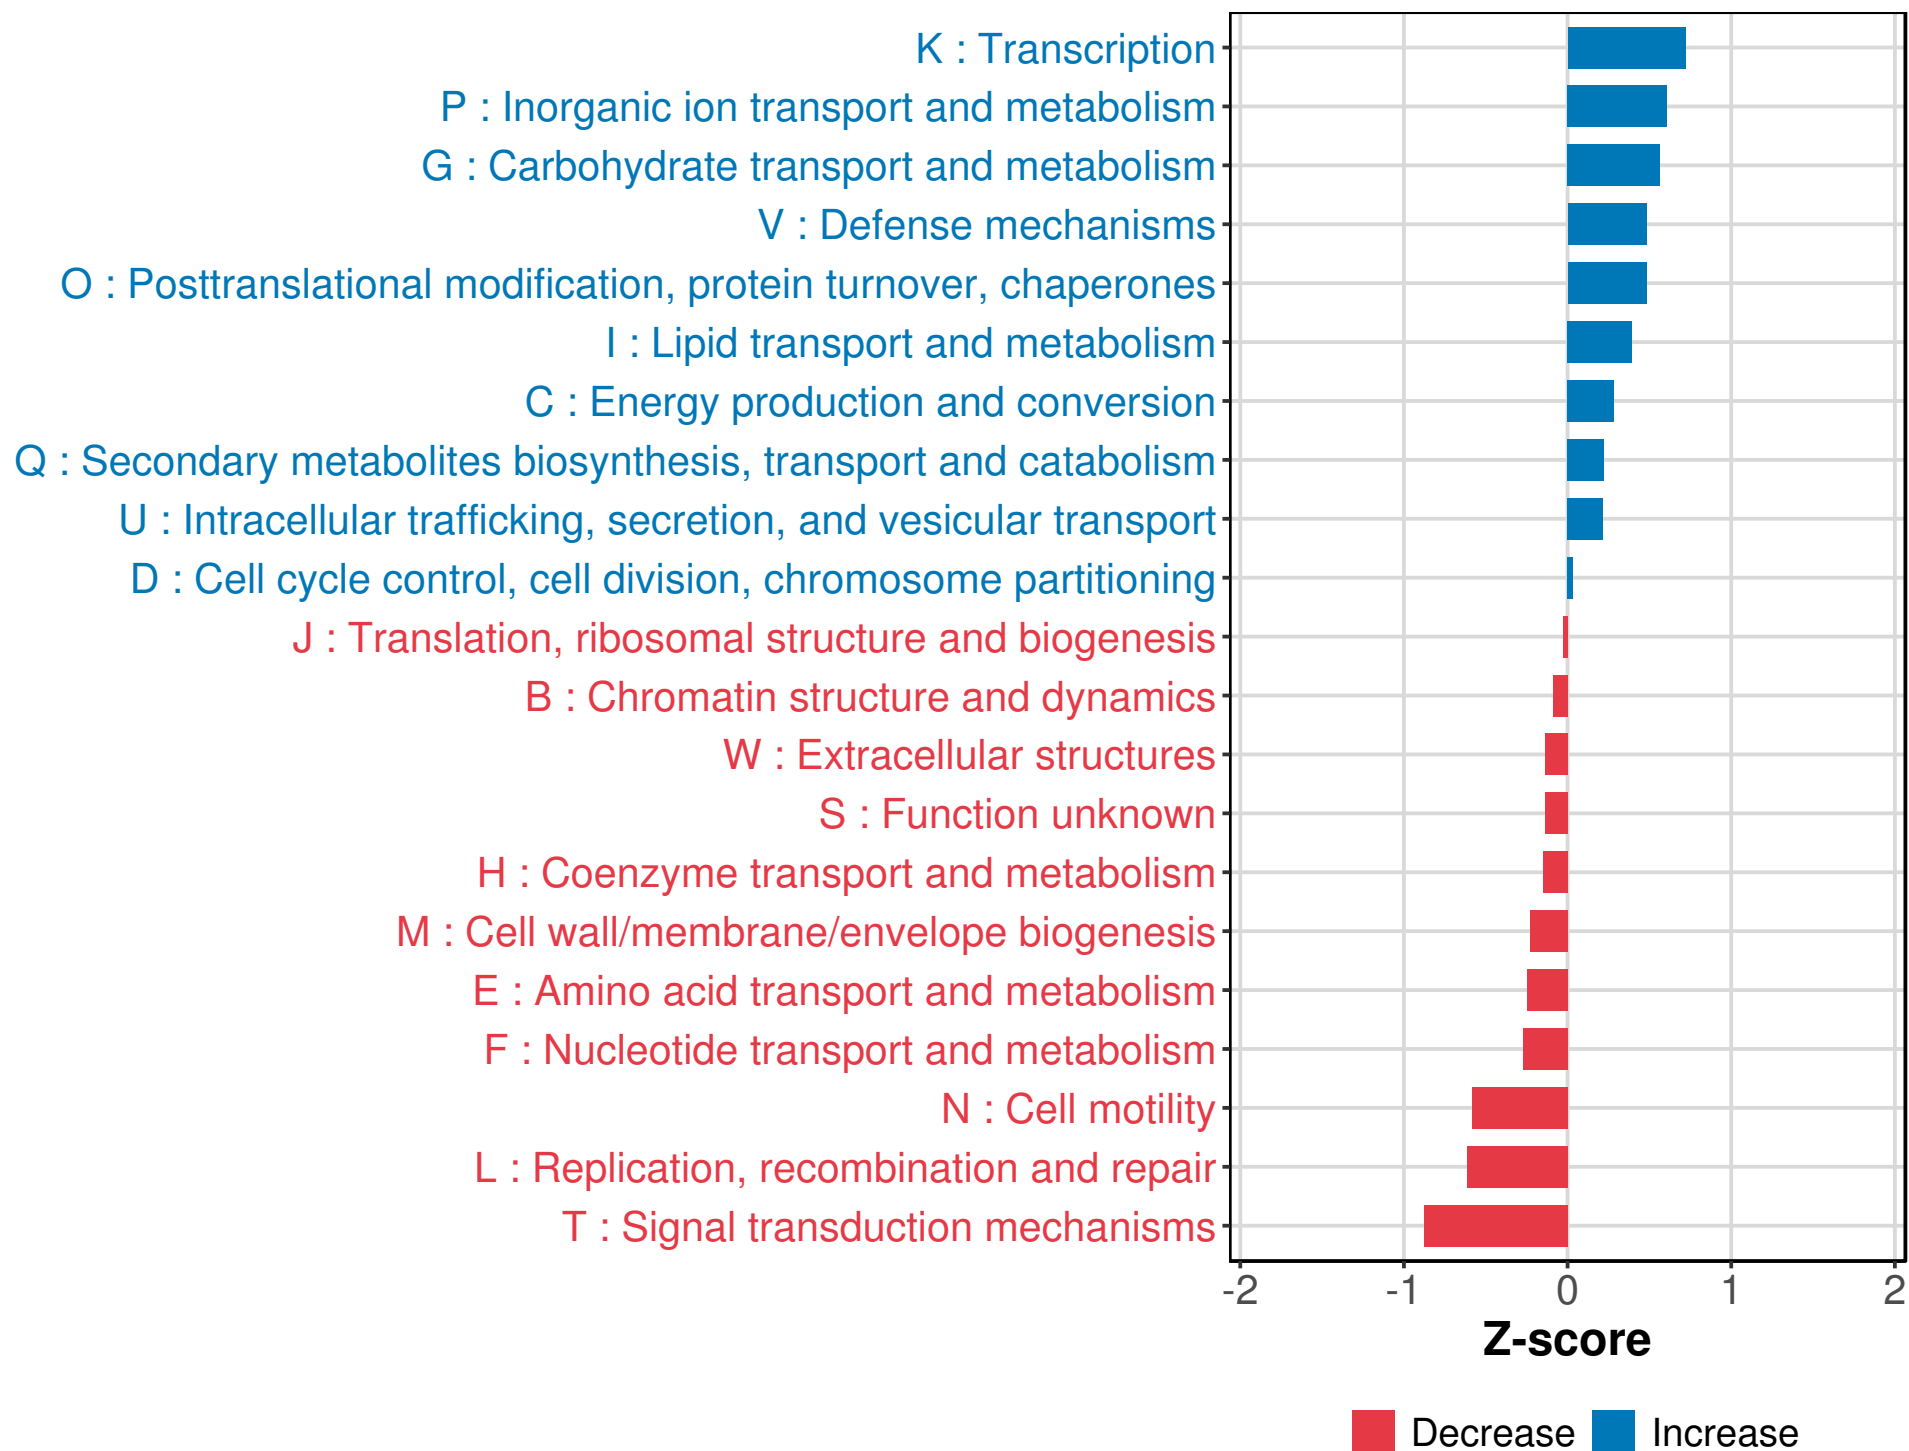 K : Transcription
P : Inorganic ion transport and metabolism
G : Carbohydrate transport and metabolism
V : Defense mechanisms
O : Posttranslational modification, protein turnover, chaperones
I : Lipid transport and metabolism
C : Energy production and conversion
Q : Secondary metabolites biosynthesis, transport and catabolism
U : Intracellular trafficking, secretion, and vesicular transport
D : Cell cycle control, cell division, chromosome partitioning
J : Translation, ribosomal structure and biogenesis
B : Chromatin structure and dynamics
W : Extracellular structures
S : Function unknown
H : Coenzyme transport and metabolism
M : Cell wall/membrane/envelope biogenesis
E : Amino acid transport and metabolism
F : Nucleotide transport and metabolism
N : Cell motility
L : Replication, recombination and repair
T : Signal transduction mechanisms
-2 -1 0 1 2
Z-score
Decrease Increase